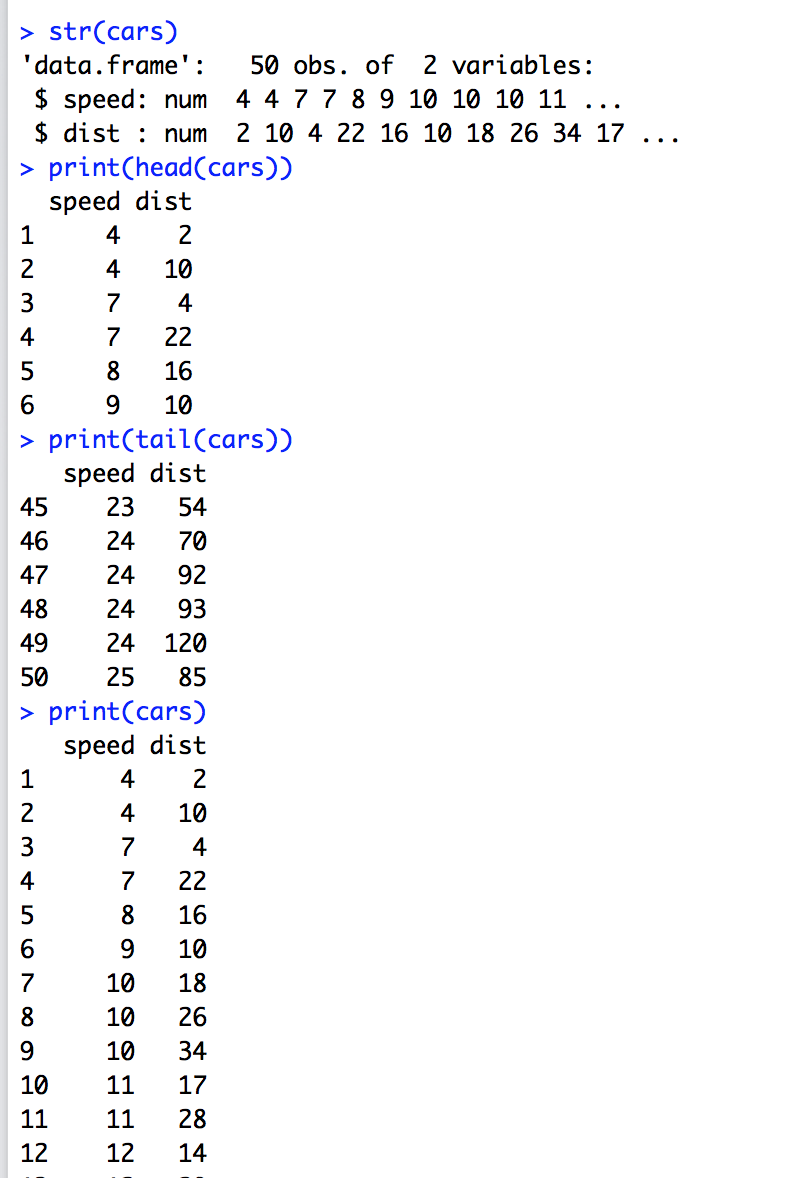 > str(cars)
'data.frame':   50 obs. of  2 variables:
 $ speed: num  4 4 7 7 8 9 10 10 10 11 ...
 $ dist : num  2 10 4 22 16 10 18 26 34 17 ...
> print(head(cars))
  speed dist
1     4    2
2     4   10
3     7    4
4     7   22
5     8   16
6     9   10
> print(tail(cars))
   speed dist
45    23   54
46    24   70
47    24   92
48    24   93
49    24  120
50    25   85
> print(cars)
   speed dist
1      4    2
2      4   10
3      7    4
4      7   22
5      8   16
6      9   10
7     10   18
8     10   26
9     10   34
10    11   17
11    11   28
12    12   14